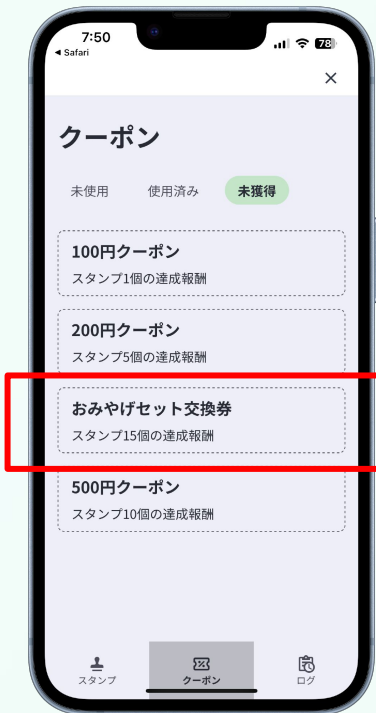 7:50
78
◀ Safari
×
クーポン
未使用 使用済み 未獲得
100円クーポン
スタンプ1個の達成報酬
200円クーポン
スタンプ5個の達成報酬
おみやげセット交換券
スタンプ15個の達成報酬
500円クーポン
スタンプ10個の達成報酬
スタンプ クーポン ログ